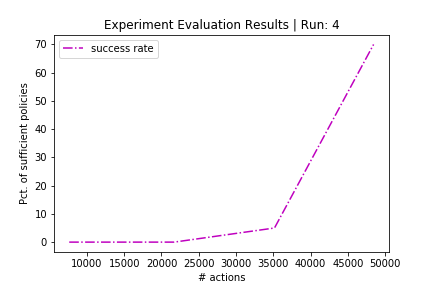 Experiment Evaluation Results | Run: 4
success rate
Pct. of sufficient policies
70
60
50
40
30
20
10
0
10000 15000 20000 25000 30000 35000 40000 45000 50000
# actions